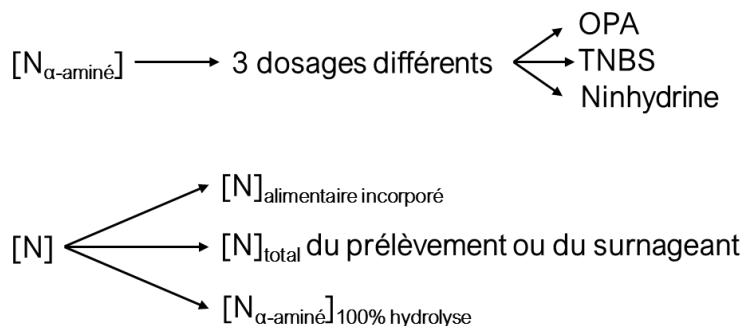 [Nα-aminé] 3 dosages différents
OPA
TNBS
Ninhydrine
[N]
[N]alimentaire incorporé
[N]total du prélèvement ou du surnageant
[Nα-aminé]100% hydrolyse